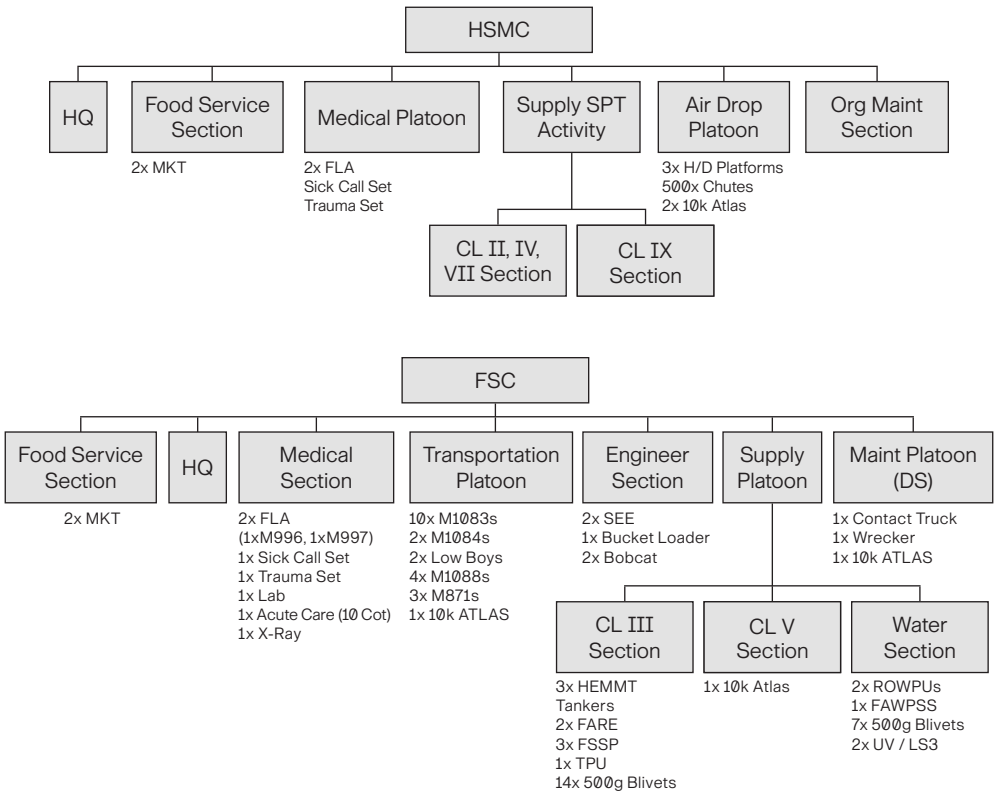 HSMC
HQ
Food Service
Section
2x MKT
Medical Platoon
2x FLA
Sick Call Set
Trauma Set
Supply SPT
Activity
Air Drop
Platoon
3x H/D Platforms
500x Chutes
2x 10k Atlas
Org Maint
Section
CL II, IV,
VII Section
CL IX
Section
FSC
Food Service
Section
2x MKT
HQ
Medical
Section
2x FLA
(1xM996, 1xM997)
1x Sick Call Set
1x Trauma Set
1x Lab
1x Acute Care (10 Cot)
1x X-Ray
Transportation
Platoon
10x M1083s
2x M1084s
2x Low Boys
4x M1088s
3x M871s
1x 10k ATLAS
Engineer
Section
2x SEE
1x Bucket Loader
2x Bobcat
Supply
Platoon
Maint Platoon
(DS)
1x Contact Truck
1x Wrecker
1x 10k ATLAS
CL III
Section
3x HEMMT
Tankers
2x FARE
3x FSSP
1x TPU
14x 500g Blivets
CL V
Section
1x 10k Atlas
Water
Section
2x ROWPUs
1x FAWPSS
7x 500g Blivets
2x UV / LS3